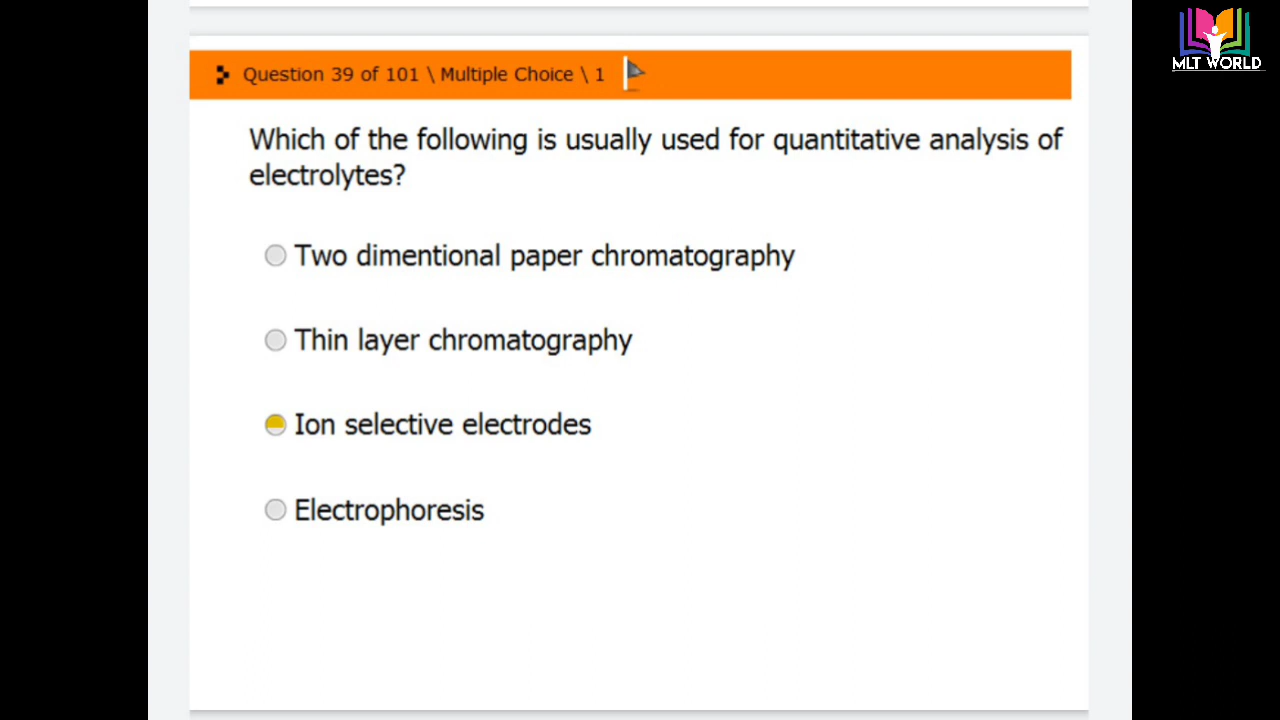 MLT WORLD
Question 39 of 101 \ Multiple Choice \ 1
Which of the following is usually used for quantitative analysis of
electrolytes?
Two dimentional paper chromatography
Thin layer chromatography
Ion selective electrodes
Electrophoresis